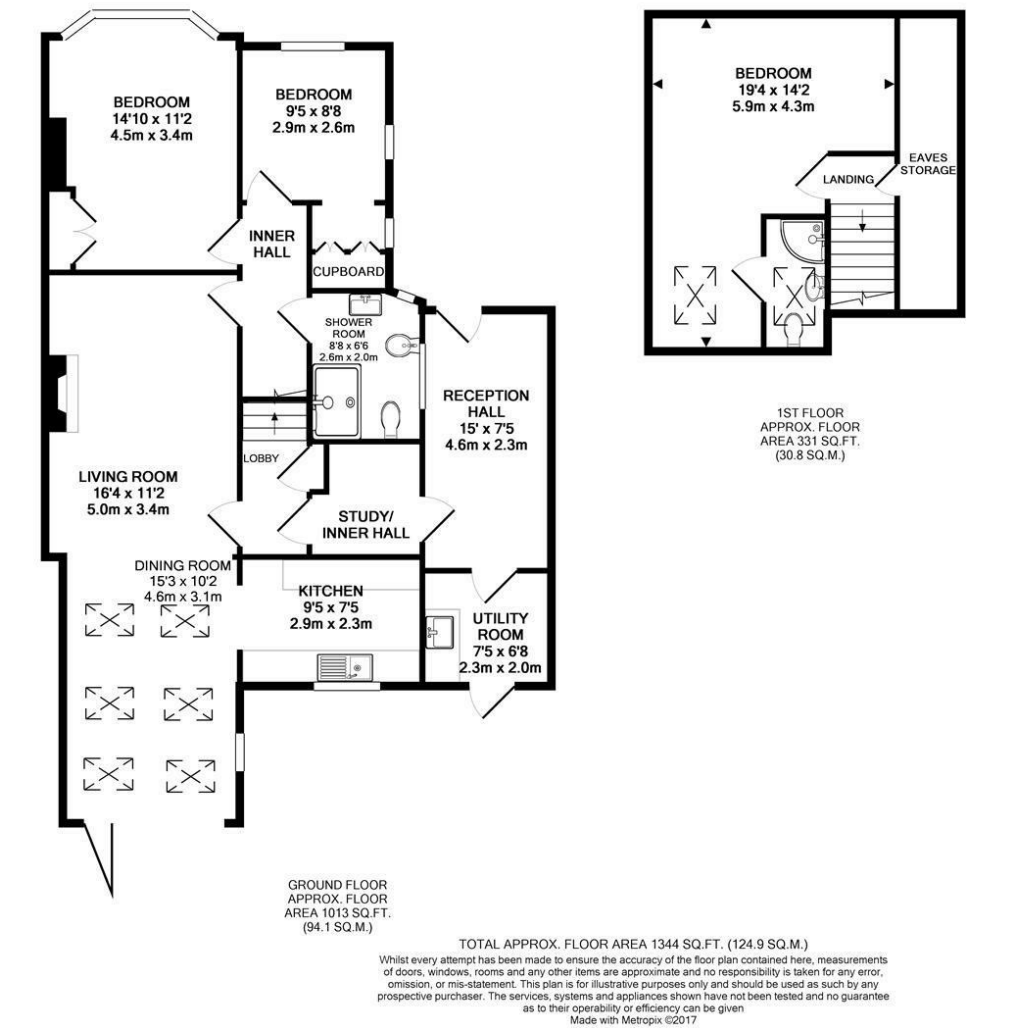 BEDROOM
14'10 x 11'2
4.5m x 3.4m
BEDROOM
9'5 x 8'8
2.9m x 2.6m
INNER
HALL
CUPBOARD
SHOWER
ROOM
8'8 x 6'6
2.6m x 2.0m
RECEPTION
HALL
15' x 7'5
4.6m x 2.3m
LOBBY
LIVING ROOM
16'4 x 11'2
5.0m x 3.4m
STUDY/
INNER HALL
DINING ROOM
15'3 x 10'2
4.6m x 3.1m
KITCHEN
9'5 x 7'5
2.9m x 2.3m
UTILITY
ROOM
7'5 x 6'8
2.3m x 2.0m
GROUND FLOOR
APPROX. FLOOR
AREA 1013 SQ.FT.
(94.1 SQ.M.)
BEDROOM
19'4 x 14'2
5.9m x 4.3m
LANDING
EAVES
STORAGE
1ST FLOOR
APPROX. FLOOR
AREA 331 SQ.FT.
(30.8 SQ.M.)
TOTAL APPROX. FLOOR AREA 1344 SQ.FT. (124.9 SQ.M.)
Whilst every attempt has been made to ensure the accuracy of the floor plan contained here, measurements
of doors, windows, rooms and any other items are approximate and no responsibility is taken for any error,
omission, or mis-statement. This plan is for illustrative purposes only and should be used as such by any
prospective purchaser. The services, systems and appliances shown have not been tested and no guarantee
as to their operability or efficiency can be given
Made with Metropix ©2017